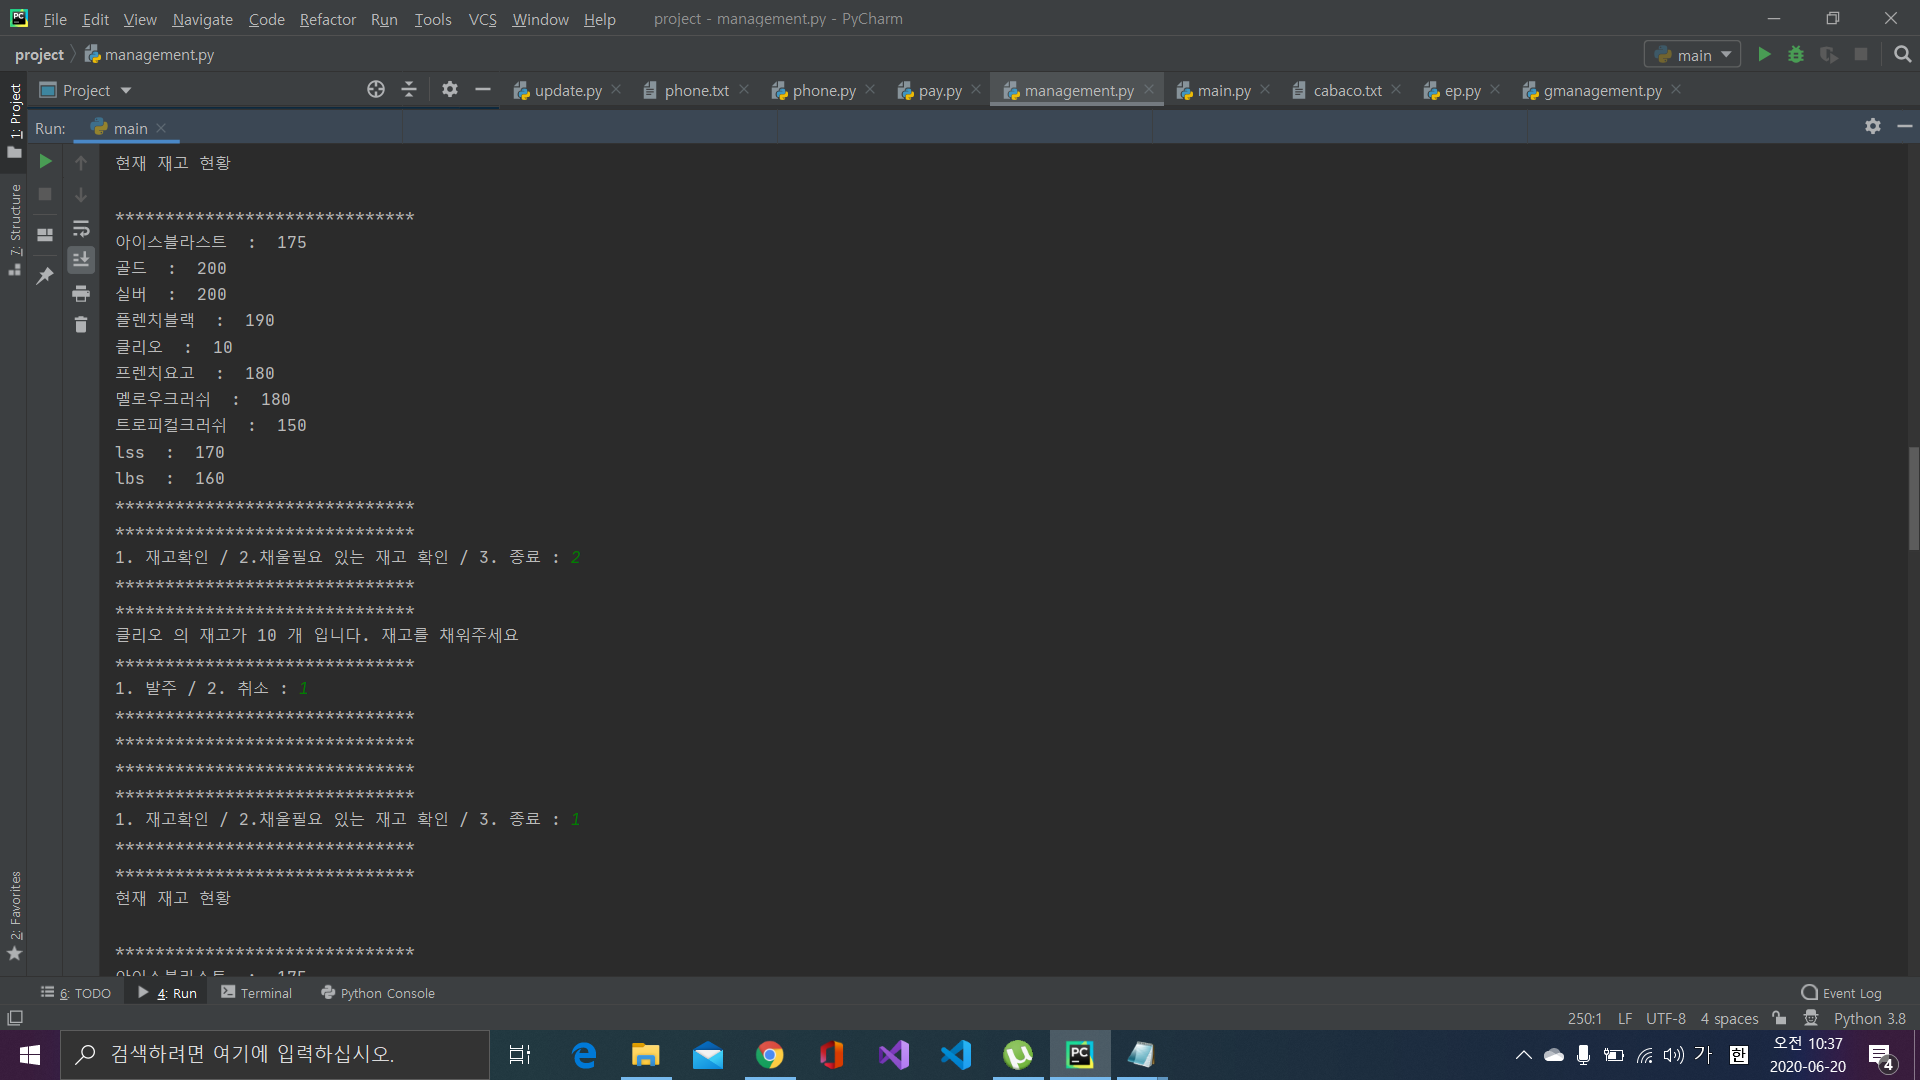 File Edit View Navigate Code Refactor Run Tools VCS Window Help project - management.py - PyCharm
project management.py main
Project update.py phone.txt phone.py pay.py management.py main.py cabaco.txt ep.py gmanagement.py
Run: main
1: Project
7: Structure
2: Favorites
현재 재고 현황
******************************
아이스블라스트  :  175
골드  :  200
실버  :  200
플렌치블랙  :  190
클리오  :  10
프렌치요고  :  180
멜로우크러쉬  :  180
트로피컬크러쉬  :  150
lss  :  170
lbs  :  160
******************************
******************************
1. 재고확인 / 2.채울필요 있는 재고 확인 / 3. 종료 : 2
******************************
******************************
클리오 의 재고가 10 개 입니다. 재고를 채워주세요
******************************
1. 발주 / 2. 취소 : 1
******************************
******************************
******************************
******************************
1. 재고확인 / 2.채울필요 있는 재고 확인 / 3. 종료 : 1
******************************
******************************
현재 재고 현황
******************************
아이스블라스트  :  175
6: TODO 4: Run Terminal Python Console Event Log
250:1 LF UTF-8 4 spaces Python 3.8
검색하려면 여기에 입력하십시오.
가 한 오전 10:37
2020-06-20
4